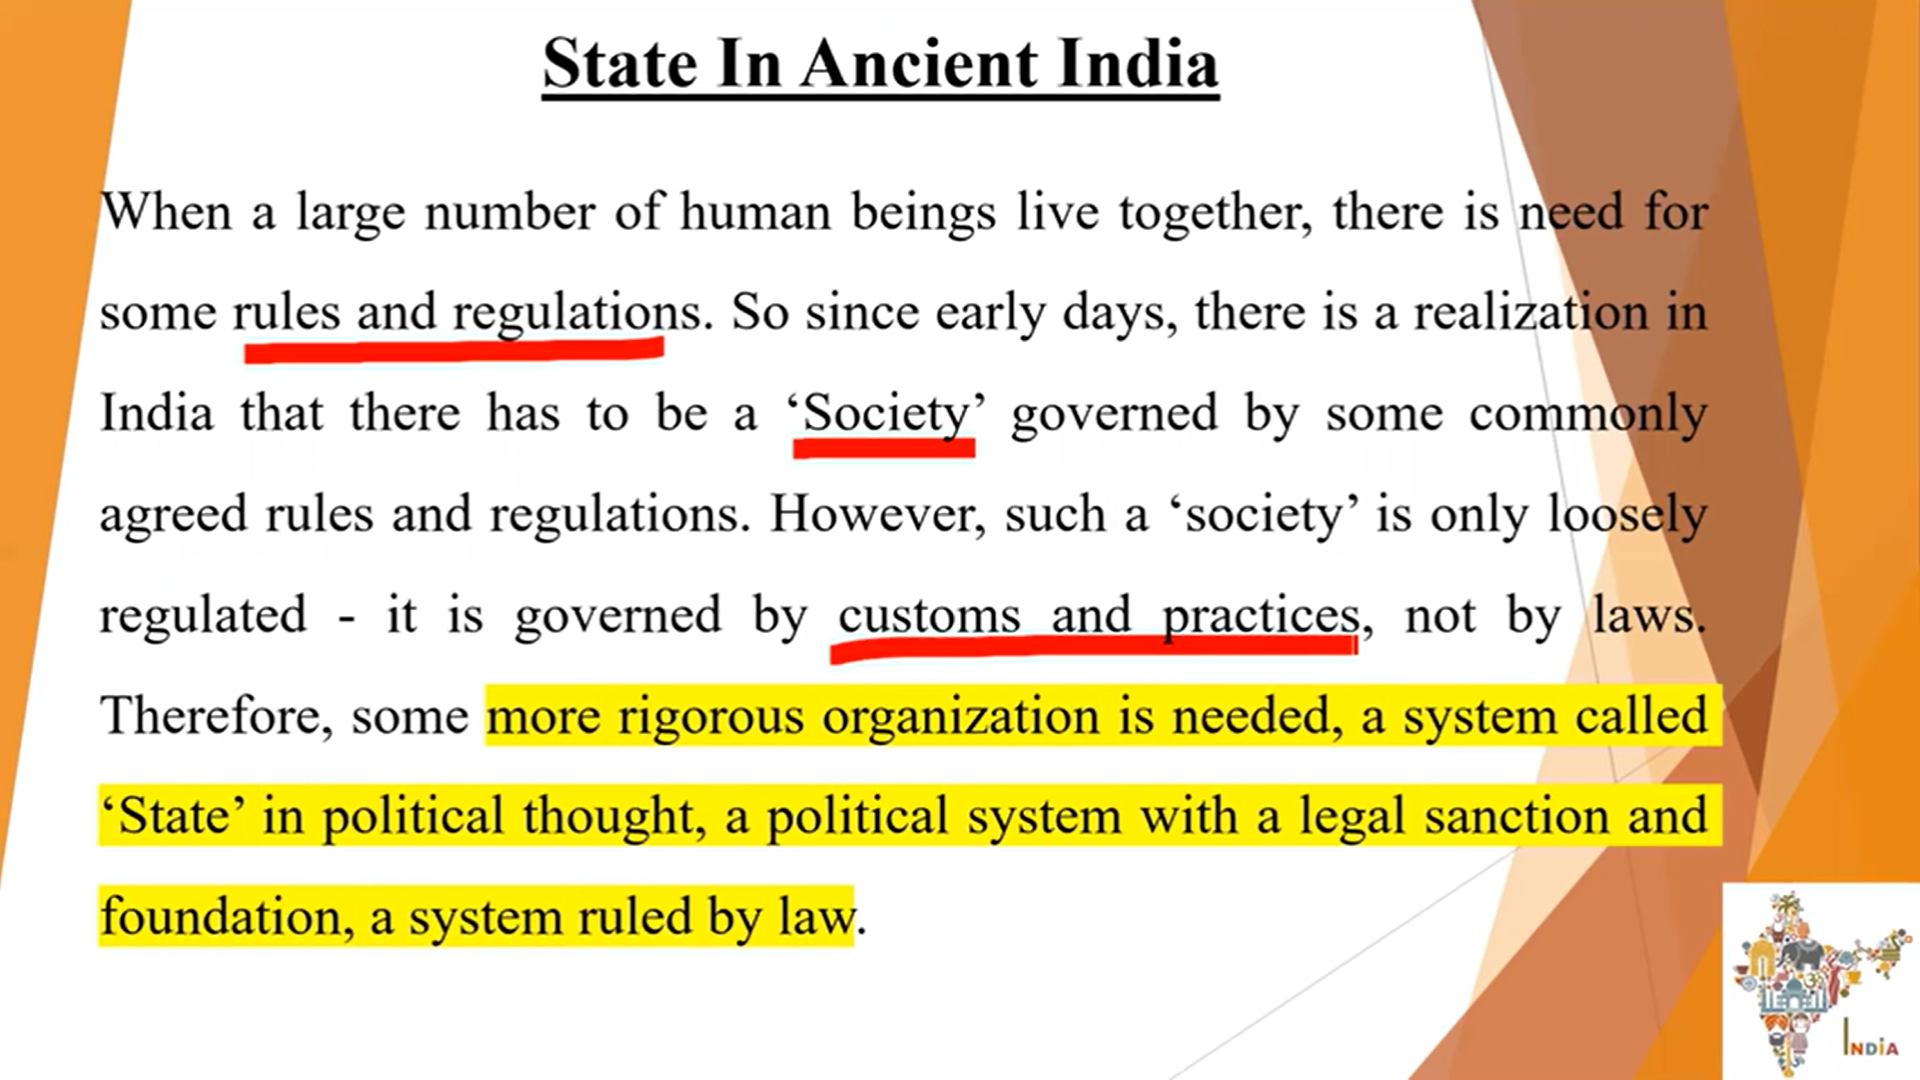 State In Ancient India
When a large number of human beings live together, there is need for
some rules and regulations. So since early days, there is a realization in
India that there has to be a ‘Society’ governed by some commonly
agreed rules and regulations. However, such a ‘society’ is only loosely
regulated - it is governed by customs and practices, not by laws.
Therefore, some more rigorous organization is needed, a system called
‘State’ in political thought, a political system with a legal sanction and
foundation, a system ruled by law.
INDiA